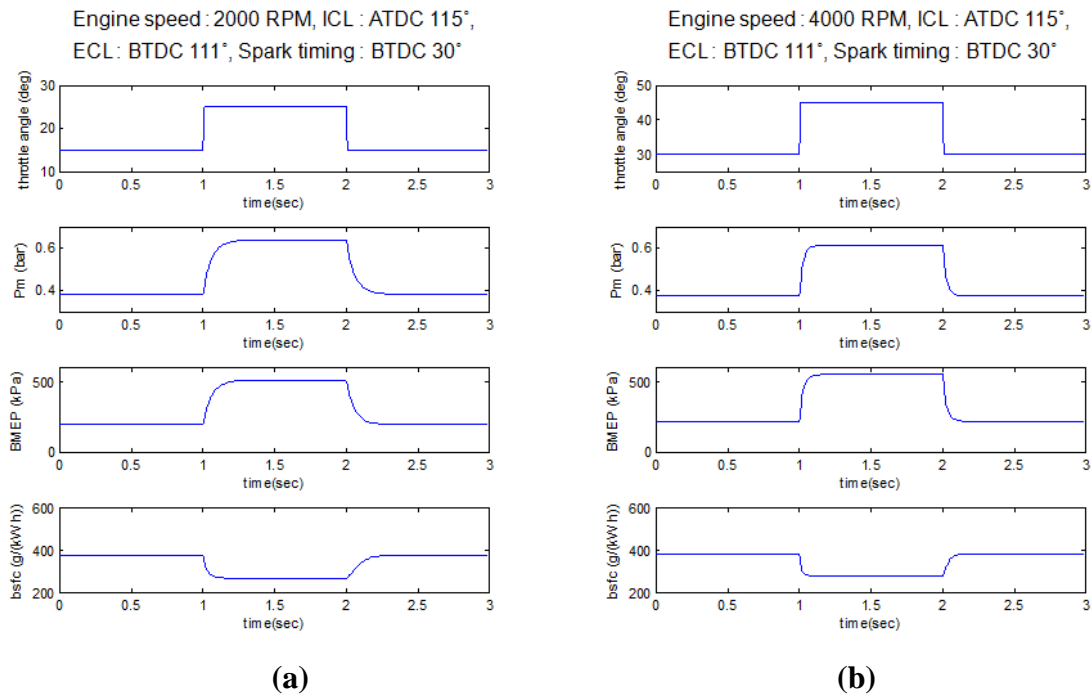 Engine speed : 2000 RPM, ICL : ATDC 115°,
ECL : BTDC 111°, Spark timing : BTDC 30°
throttle angle (deg)
30
20
10
0 0.5 1 1.5 2 2.5 3
time(sec)
Pm (bar)
0.6
0.4
0 0.5 1 1.5 2 2.5 3
time(sec)
BMEP (kPa)
500
0
0 0.5 1 1.5 2 2.5 3
time(sec)
bsfc (g/(kWh))
600
400
200
0 0.5 1 1.5 2 2.5 3
time(sec)
(a)
Engine speed : 4000 RPM, ICL : ATDC 115°,
ECL : BTDC 111°, Spark timing : BTDC 30°
throttle angle (deg)
50
40
30
0 0.5 1 1.5 2 2.5 3
time(sec)
Pm (bar)
0.6
0.4
0 0.5 1 1.5 2 2.5 3
time(sec)
BMEP (kPa)
500
0
0 0.5 1 1.5 2 2.5 3
time(sec)
bsfc (g/(kWh))
600
400
200
0 0.5 1 1.5 2 2.5 3
time(sec)
(b)